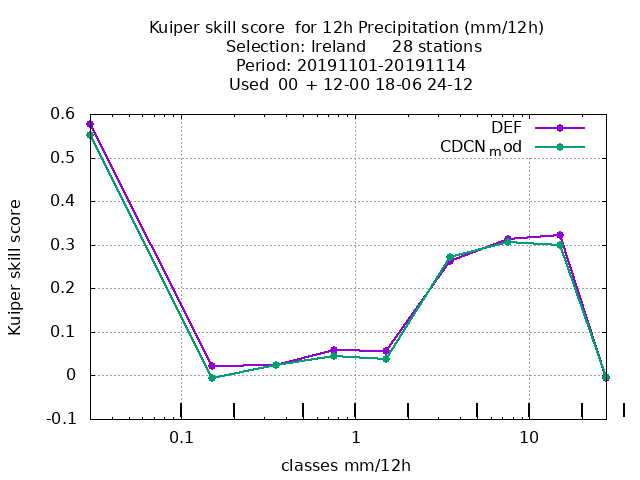 Kuiper skill score  for 12h Precipitation (mm/12h)
Selection: Ireland     28 stations
Period: 20191101-20191114
Used  00  + 12-00 18-06 24-12
DEF
CDCNmod
Kuiper skill score
0.6
0.5
0.4
0.3
0.2
0.1
0
-0.1
0.1
1
10
classes mm/12h